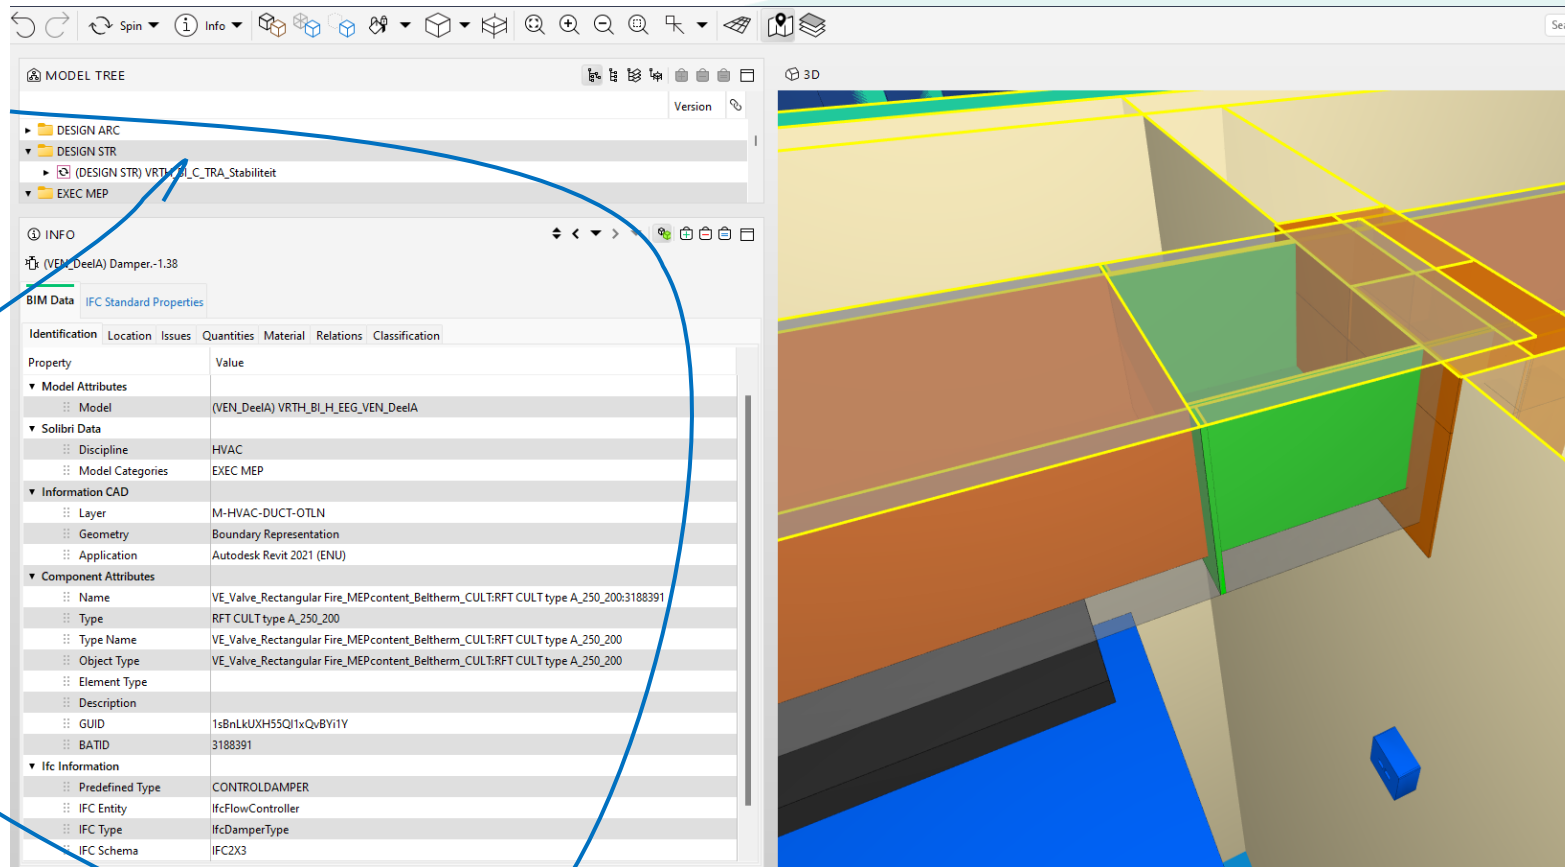 Spin Info Sea
MODEL TREE
3D
Version
DESIGN ARC
DESIGN STR
(DESIGN STR) VRTH_BI_C_TRA_Stabiliteit
EXEC MEP
INFO
(VEN_DeelA) Damper.-1.38
BIM Data IFC Standard Properties
Identification Location Issues Quantities Material Relations Classification
Property Value
Model Attributes
Model (VEN_DeelA) VRTH_BI_H_EEG_VEN_DeelA
Solibri Data
Discipline HVAC
Model Categories EXEC MEP
Information CAD
Layer M-HVAC-DUCT-OTLN
Geometry Boundary Representation
Application Autodesk Revit 2021 (ENU)
Component Attributes
Name VE_Valve_Rectangular Fire_MEPcontent_Beltherm_CULT:RFT CULT type A_250_200:3188391
Type RFT CULT type A_250_200
Type Name VE_Valve_Rectangular Fire_MEPcontent_Beltherm_CULT:RFT CULT type A_250_200
Object Type VE_Valve_Rectangular Fire_MEPcontent_Beltherm_CULT:RFT CULT type A_250_200
Element Type
Description
GUID 1sBnLkUXH55QJ1xQvBYi1Y
BATID 3188391
Ifc Information
Predefined Type CONTROLDAMPER
IFC Entity IfcFlowController
IFC Type IfcDamperType
IFC Schema IFC2X3